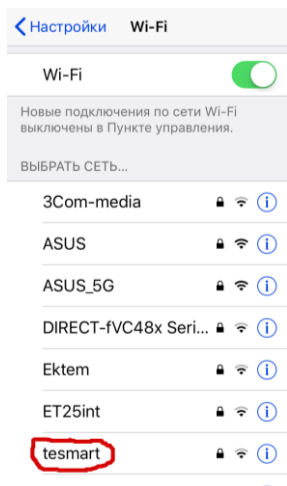 Настройки Wi-Fi
Wi-Fi
Новые подключения по сети Wi-Fi
выключены в Пункте управления.
ВЫБРАТЬ СЕТЬ...
3Com-media
ASUS
ASUS_5G
DIRECT-fVC48x Seri...
Ektem
ET25int
tesmart